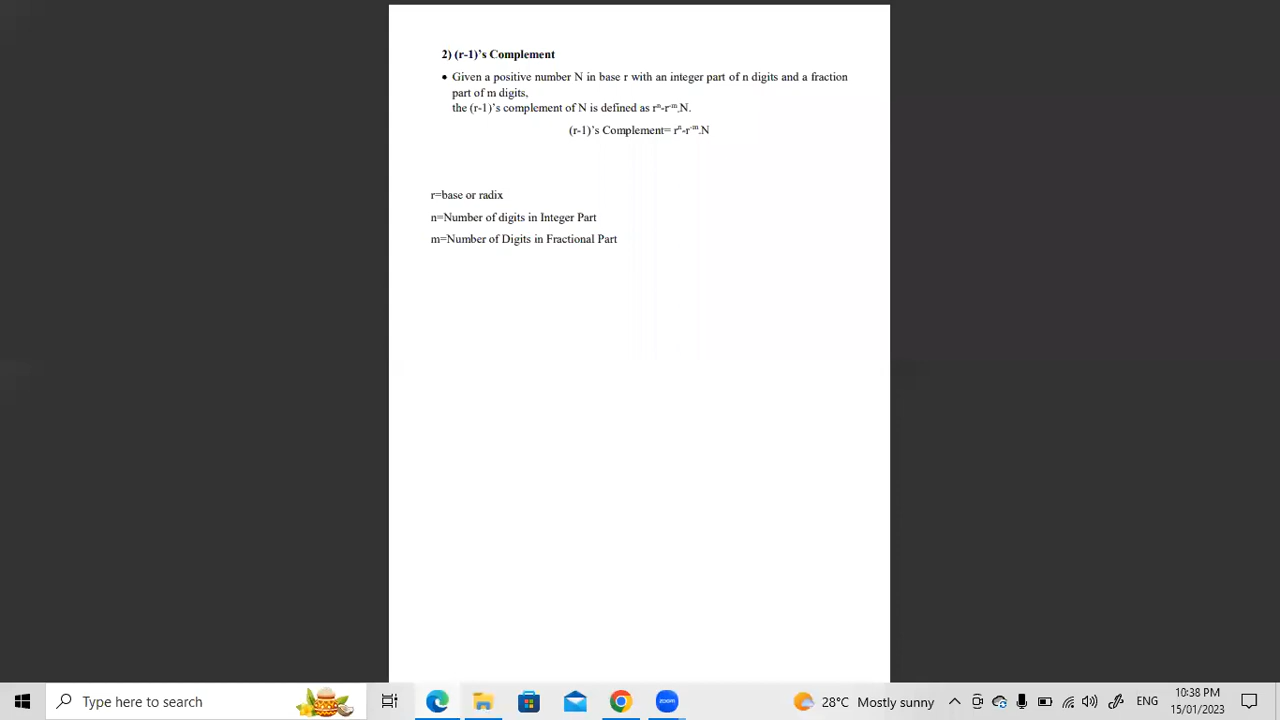 2) (r-1)’s Complement
• Given a positive number N in base r with an integer part of n digits and a fraction
part of m digits,
the (r-1)’s complement of N is defined as rⁿ-r⁻ᵐ.N.
(r-1)’s Complement= rⁿ-r⁻ᵐ.N
r=base or radix
n=Number of digits in Integer Part
m=Number of Digits in Fractional Part
Type here to search
zoom
28°C Mostly sunny
ENG
10:38 PM
15/01/2023